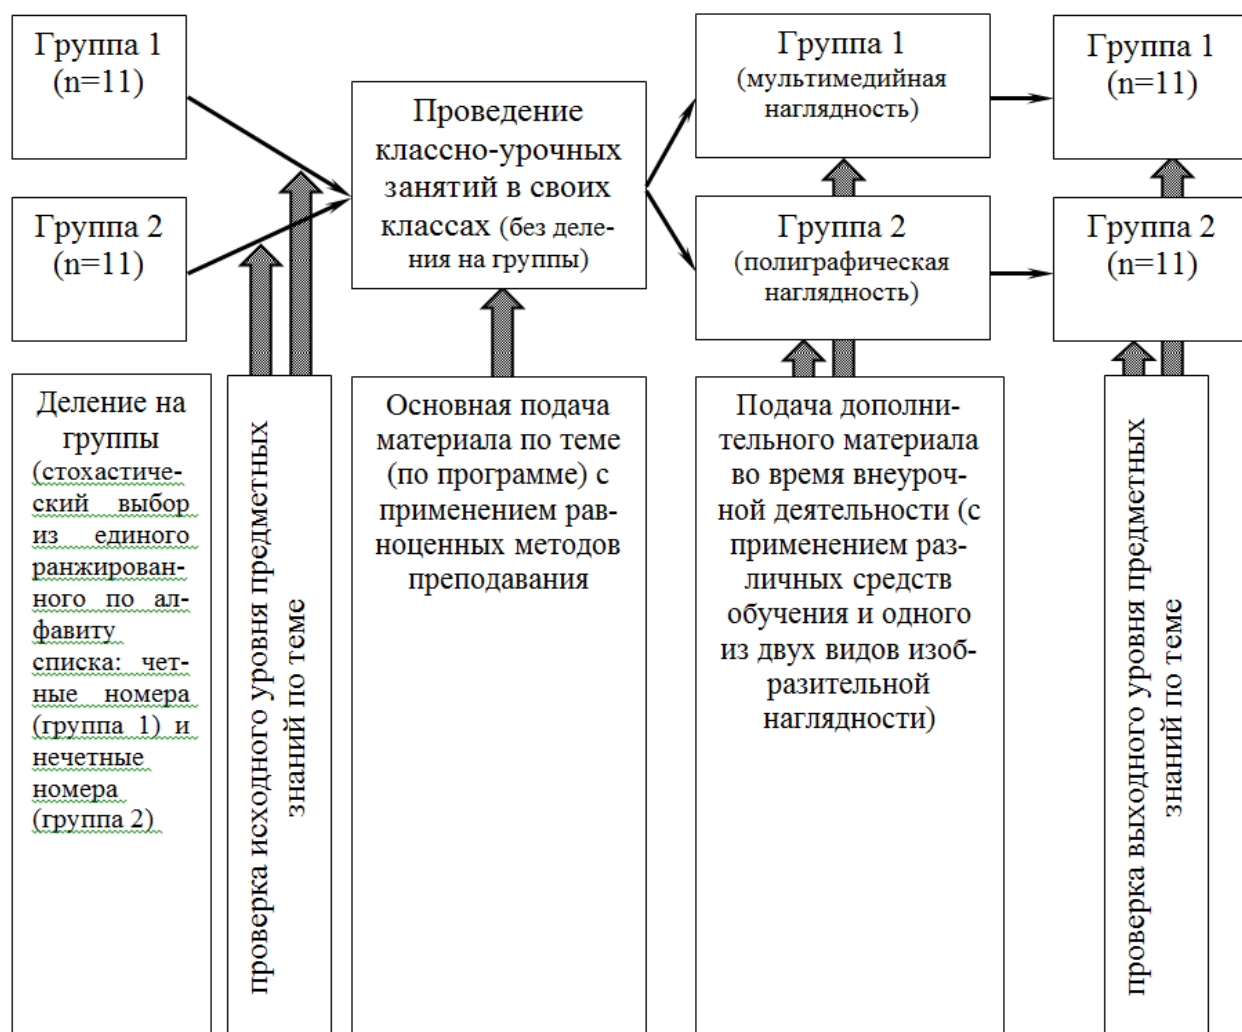 Группа 1
(n=11)
Группа 2
(n=11)
Проведение
классно-урочных
занятий в своих
классах (без деле-
ния на группы)
Группа 1
(мультимедийная
наглядность)
Группа 2
(полиграфическая
наглядность)
Группа 1
(n=11)
Группа 2
(n=11)
Деление на
группы
(стохастиче-
ский выбор
из единого
ранжирован-
ного по ал-
фавиту
списка: чет-
ные номера
(группа 1) и
нечетные
номера
(группа 2)
проверка исходного уровня предметных
знаний по теме
Основная подача
материала по теме
(по программе) с
применением рав-
ноценных методов
преподавания
Подача дополни-
тельного материала
во время внеуроч-
ной деятельности (с
применением раз-
личных средств
обучения и одного
из двух видов изоб-
разительной
наглядности)
проверка выходного уровня предметных
знаний по теме